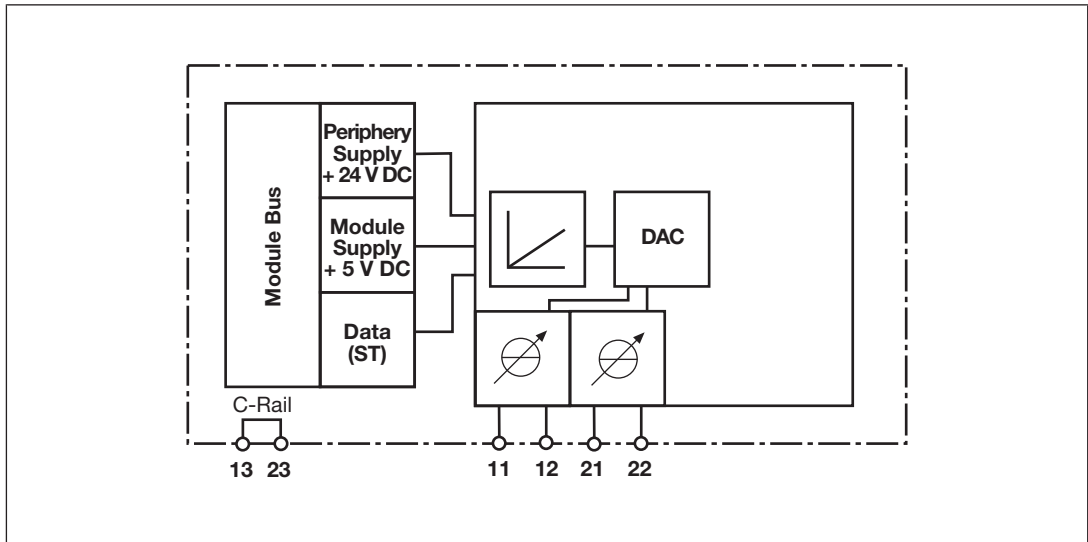 Module Bus
Periphery
Supply
+ 24 V DC
Module
Supply
+ 5 V DC
Data
(ST)
DAC
C-Rail
13 23
11 12 21 22